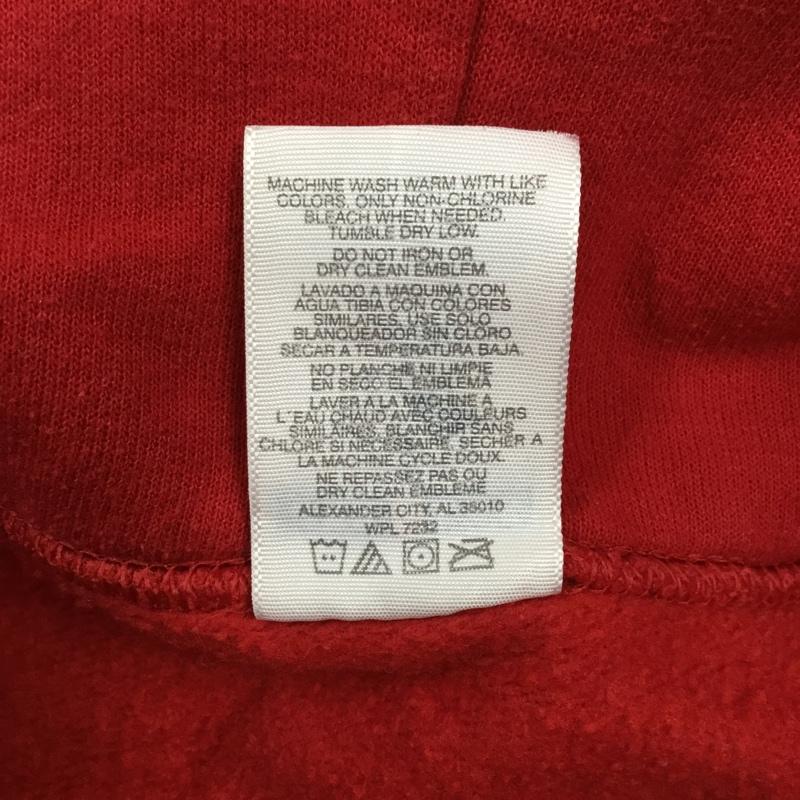 MACHINE WASH WARM WITH LIKE
COLORS, ONLY NON-CHLORINE
BLEACH WHEN NEEDED.
TUMBLE DRY LOW.
DO NOT IRON OR
DRY CLEAN EMBLEM.
LAVADO A MAQUINA CON
AGUA TIBIA CON COLORES
SIMILARES, USE SOLO
BLANQUEADOR SIN CLORO
SECAR A TEMPERATURA BAJA.
NO PLANCHE NI LIMPIE
EN SECO EL EMBLEMA
LAVER A LA MACHINE A
L'EAU CHAUD AVEC COULEURS
SIMILAIRES, BLANCHIR SANS
CHLORE SI NECESSAIRE, SECHER A
LA MACHINE CYCLE DOUX.
NE REPASSEZ PAS OU
DRY CLEAN EMBLEME
ALEXANDER CITY, AL 35010
WPL 7232